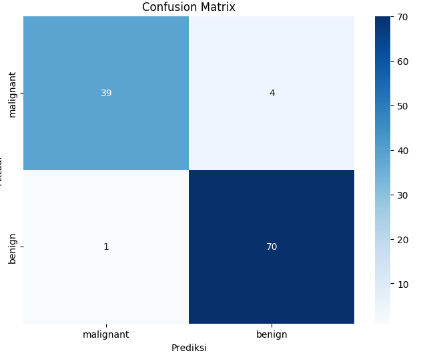 Confusion Matrix
malignant 39 4
benign 1 70
malignant benign
Prediksi
70
60
50
40
30
20
10